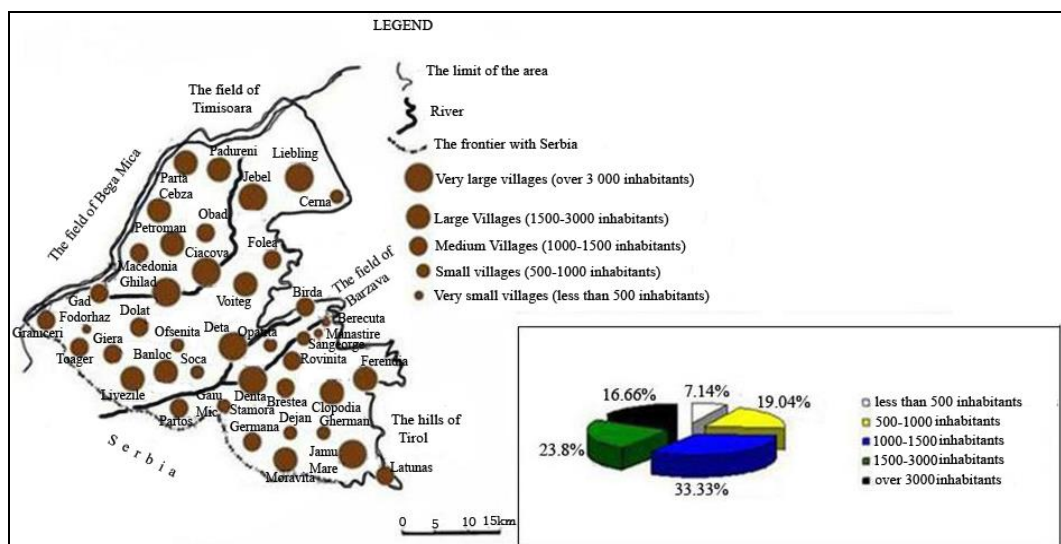 LEGEND
The limit of the area
River
The frontier with Serbia
Very large villages (over 3 000 inhabitants)
Large Villages (1500-3000 inhabitants)
Medium Villages (1000-1500 inhabitants)
Small villages (500-1000 inhabitants)
Very small villages (less than 500 inhabitants)
The field of
Timisoara
The field of Bega Mica
Padureni
Liebling
Parta
Jebel
Cebza
Cerna
Obad
Petroman
Folea
Ciacova
Macedonia
The field of
Barzava
Ghilad
Gad
Voiteg
Birda
Fodorhaz
Dolat
Berecuta
Graniceri
Ofsenita
Deta
Opatita
Manastire
Giera
Sangeorge
Toager
Banloc
Soca
Rovinita
Ferendia
Livezile
Gaiu
Mic
Denta
Brestea
Clopodia
Partos
Stamora
Germana
Dejan
Gherman
The hills of
Tirol
Serbia
Jamu
Mare
Latunas
Moravita
0 5 10 15km
16.66%
7.14%
19.04%
23.8%
33.33%
less than 500 inhabitants
500-1000 inhabitants
1000-1500 inhabitants
1500-3000inhabitants
over 3000inhabitants